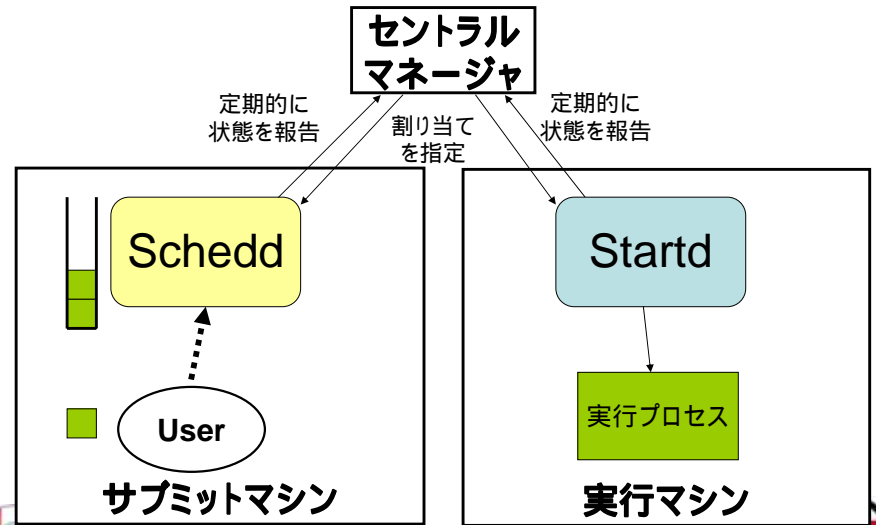 セントラル
マネージャ
定期的に
状態を報告
割り当て
を指定
定期的に
状態を報告
Schedd
Startd
User
実行プロセス
サブミットマシン
実行マシン